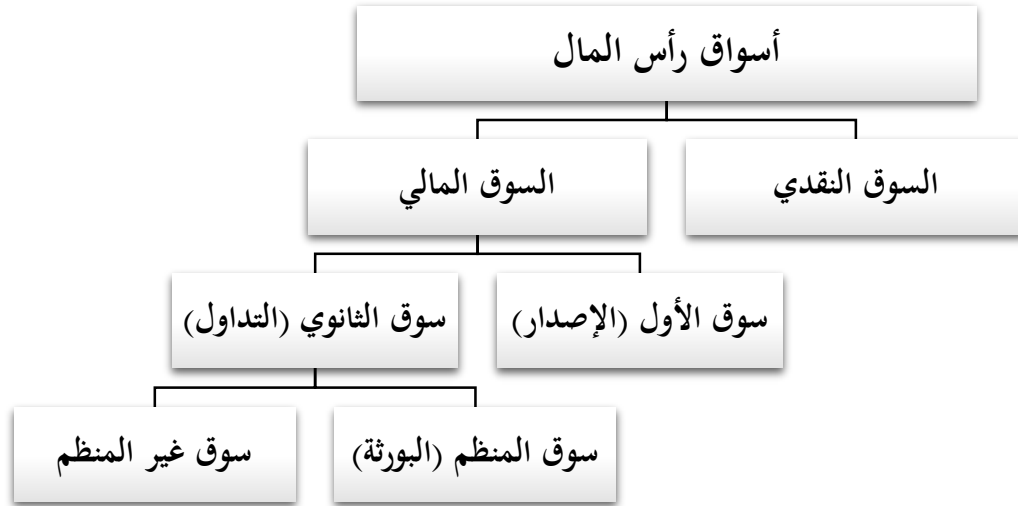 أسواق رأس المال
السوق النقدي
السوق المالي
سوق الأول (الإصدار)
سوق الثانوي (التداول)
سوق المنظم (البورثة)
سوق غير المنظم